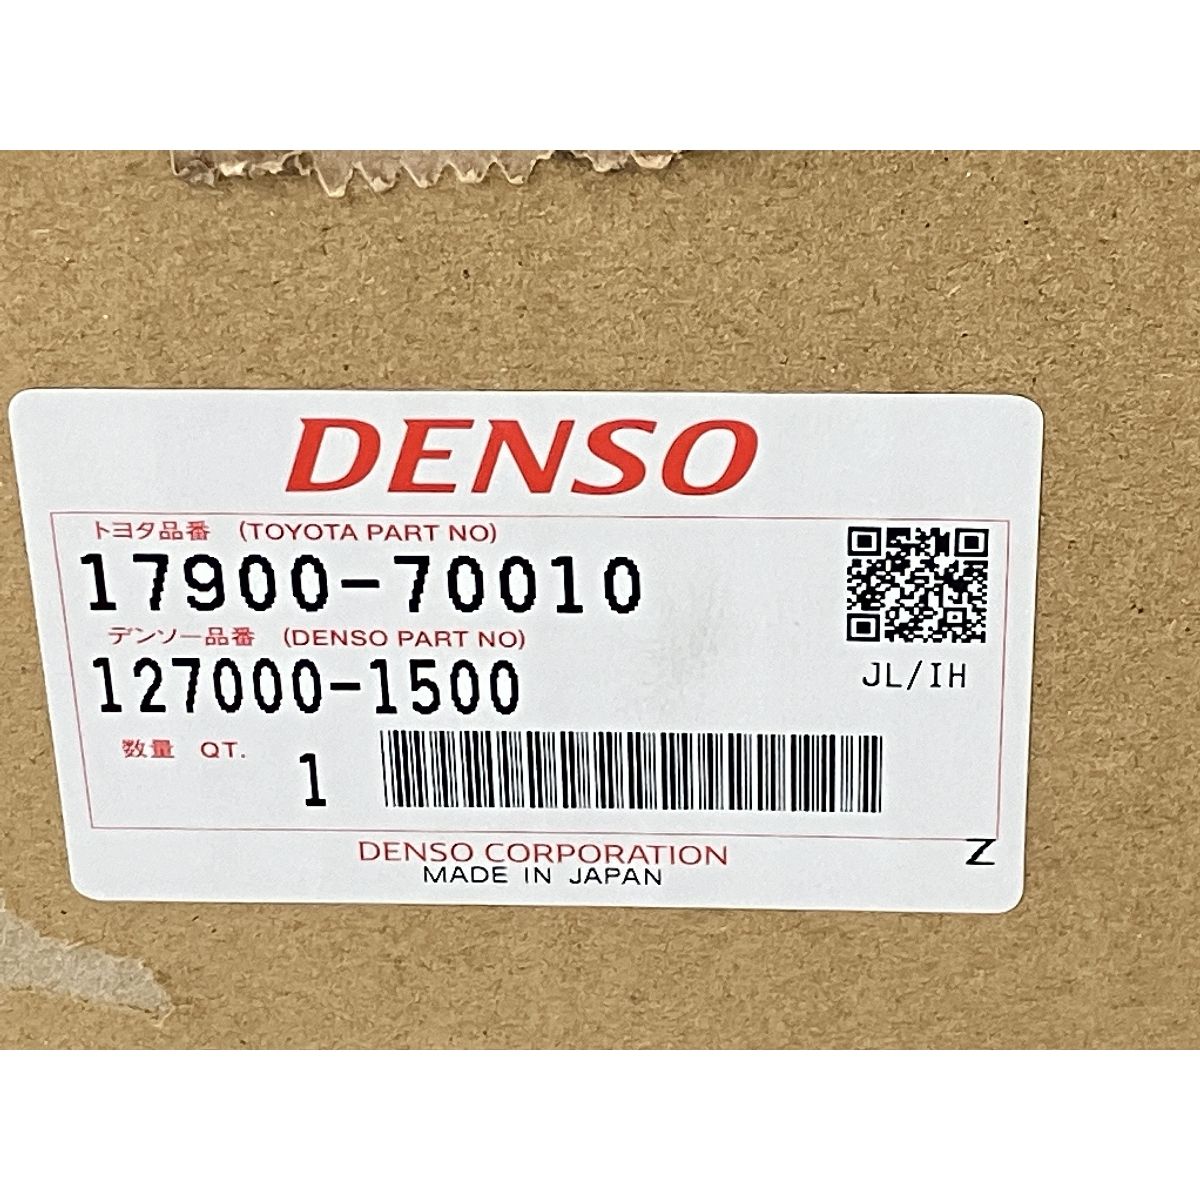 DENSO
トヨタ品番 (TOYOTA PART NO)
17900-70010
デンソー品番 (DENSO PART NO)
127000-1500
JL/IH
数量 QT. 1
DENSO CORPORATION
MADE IN JAPAN
Z